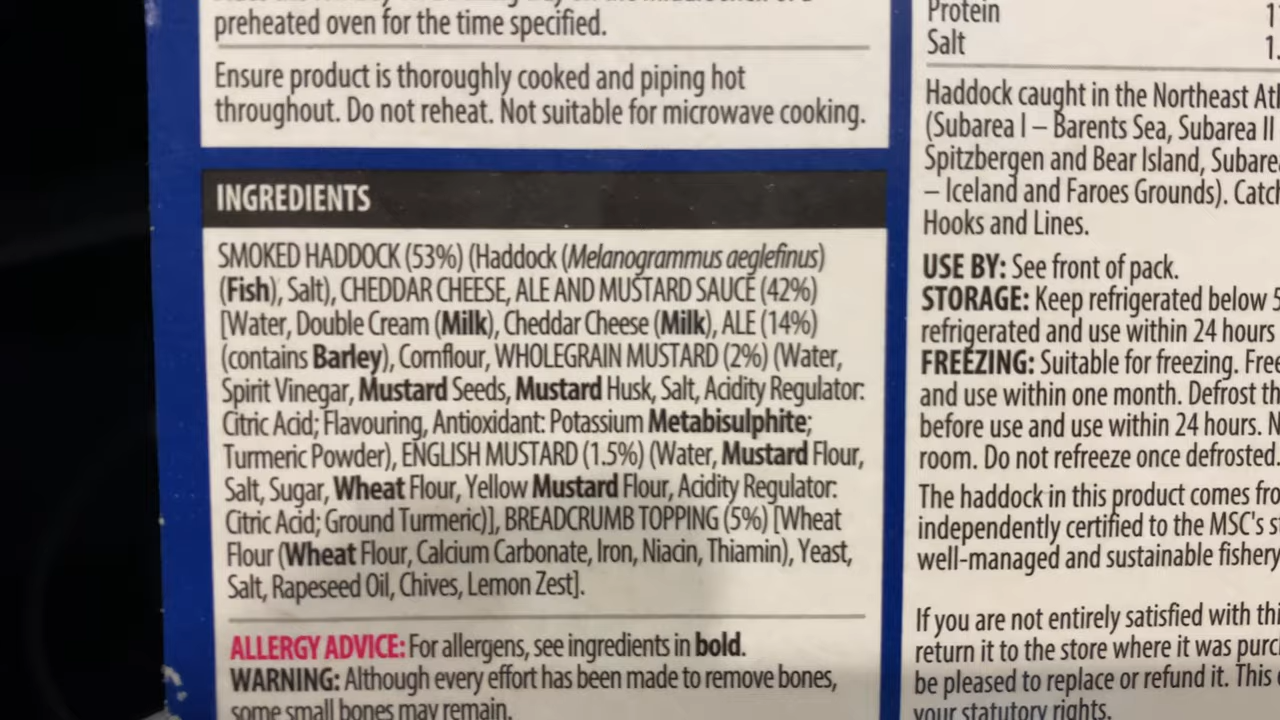 preheated oven for the time specified.
Ensure product is thoroughly cooked and piping hot
throughout. Do not reheat. Not suitable for microwave cooking.
INGREDIENTS
SMOKED HADDOCK (53%) (Haddock (Melanogrammus aeglefinus)
(Fish), Salt), CHEDDAR CHEESE, ALE AND MUSTARD SAUCE (42%)
[Water, Double Cream (Milk), Cheddar Cheese (Milk), ALE (14%)
(contains Barley), Cornflour, WHOLEGRAIN MUSTARD (2%) (Water,
Spirit Vinegar, Mustard Seeds, Mustard Husk, Salt, Acidity Regulator:
Citric Acid; Flavouring, Antioxidant: Potassium Metabisulphite;
Turmeric Powder), ENGLISH MUSTARD (1.5%) (Water, Mustard Flour,
Salt, Sugar, Wheat Flour, Yellow Mustard Flour, Acidity Regulator:
Citric Acid; Ground Turmeric)], BREADCRUMB TOPPING (5%) [Wheat
Flour (Wheat Flour, Calcium Carbonate, Iron, Niacin, Thiamin), Yeast,
Salt, Rapeseed Oil, Chives, Lemon Zest].
ALLERGY ADVICE: For allergens, see ingredients in bold.
WARNING: Although every effort has been made to remove bones,
some small bones may remain.
Protein
Salt
Haddock caught in the Northeast
(Subarea I – Barents Sea, Subarea II
Spitzbergen and Bear Island,
– Iceland and Faroes Grounds).
Hooks and Lines.
USE BY: See front of pack.
STORAGE: Keep refrigerated below
refrigerated and use within 24 hours
FREEZING: Suitable for freezing.
and use within one month. Defrost
before use and use within 24 hours.
room. Do not refreeze once defrosted.
The haddock in this product comes
independently certified to the MSC's
well-managed and sustainable fishery
If you are not entirely satisfied with
return it to the store where it was
be pleased to replace or refund it. This
your statutory rights.